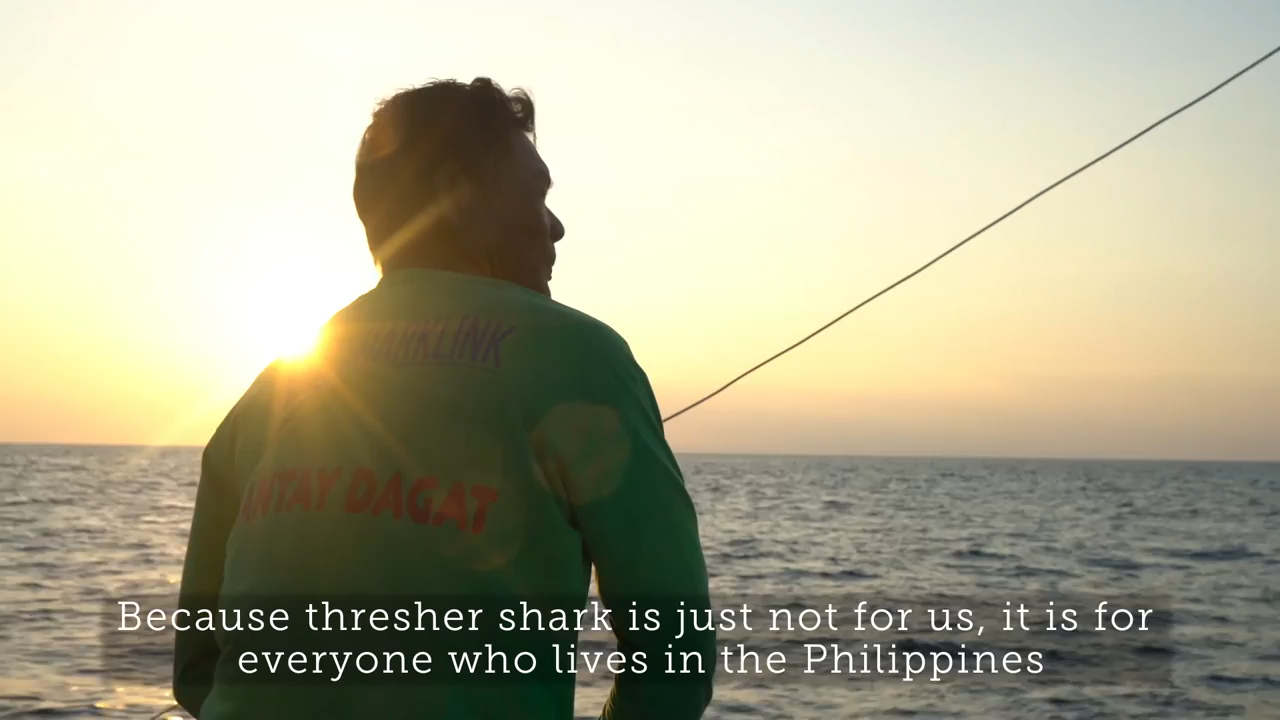 DAGAT
Because thresher shark is just not for us, it is for
everyone who lives in the Philippines